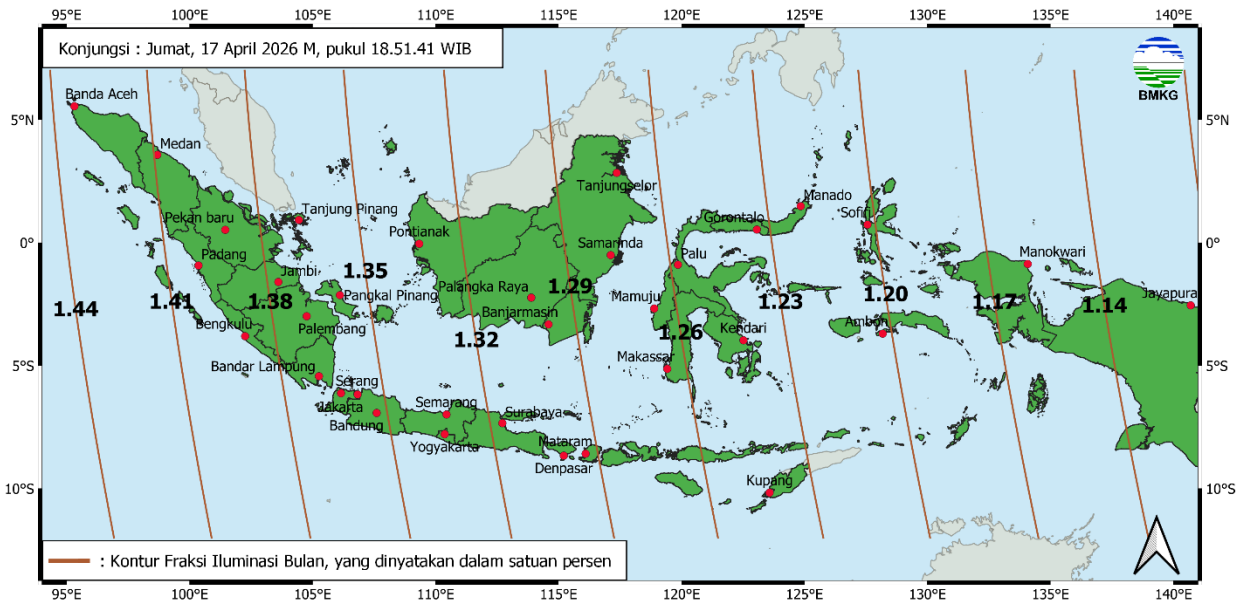 95°E 100°E 105°E 110°E 115°E 120°E 125°E 130°E 135°E 140°E
Konjungsi : Jumat, 17 April 2026 M, pukul 18.51.41 WIB
BMKG
Banda Aceh
5°N 5°N
Medan
Tanjungselor
Manado
Pekan baru
Tanjung Pinang
Gorontalo
Sofifi
Pontianak
0° 0°
Samarinda
Padang
Palu
Manokwari
Jambi
1.35
Pangkal Pinang
Palangka Raya
1.29
1.44
1.41
1.38
Mamuju
1.23
1.20
1.17
1.14
Jayapura
Bengkulu
Palembang
Banjarmasin
1.32
1.26
Kendari
Ambon
Makassar
5°S 5°S
Bandar Lampung
Serang
Jakarta
Semarang
Surabaya
Bandung
Yogyakarta
Mataram
Denpasar
Kupang
10°S 10°S
: Kontur Fraksi Iluminasi Bulan, yang dinyatakan dalam satuan persen
95°E 100°E 105°E 110°E 115°E 120°E 125°E 130°E 135°E 140°E